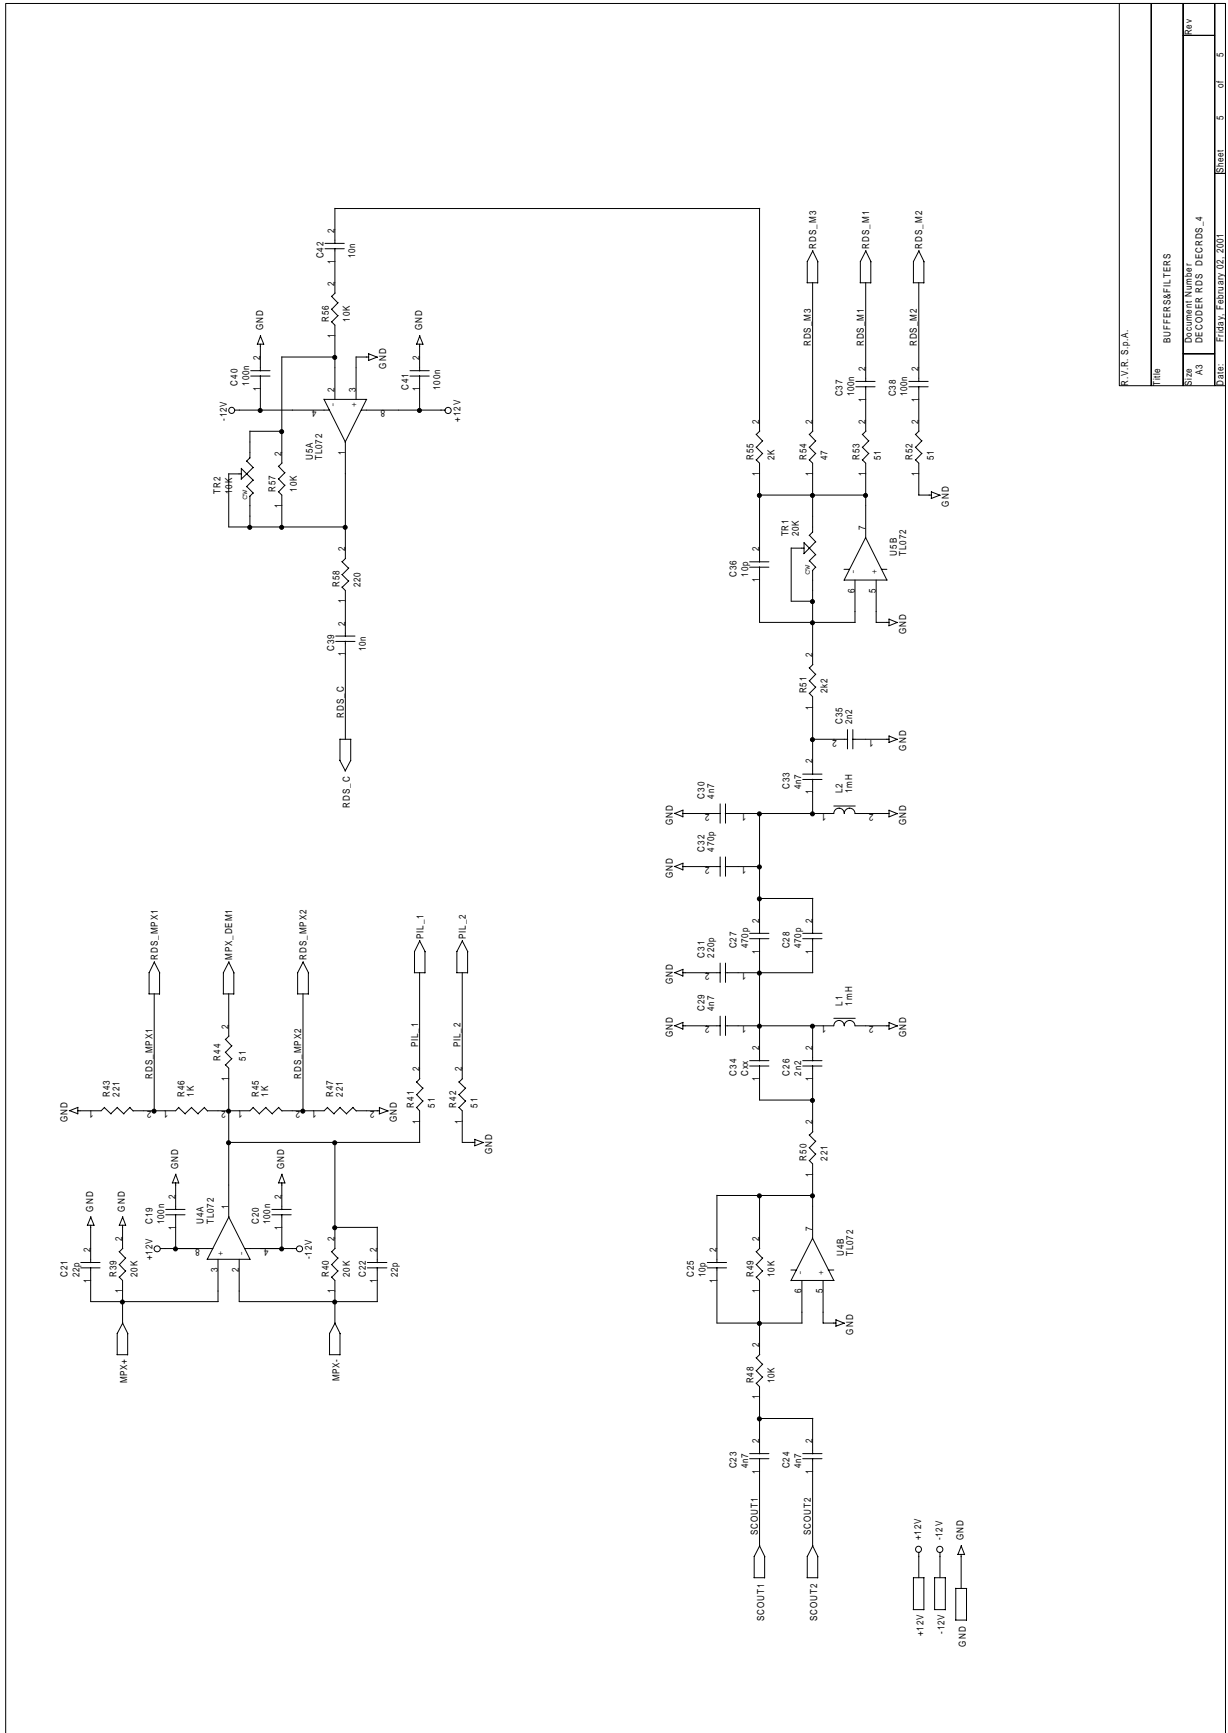 C42
10n
R56
10K
C40
100n
GND
C41
100n
GND
GND
-12V
+12V
U5A
TL072
TR2
10K
CW
R57
10K
R58
220
C39
10n
RDS_C
RDS_C
RDS_MPX1
MPX_DEM1
RDS_MPX2
PIL_1
PIL_2
RDS_MPX1
R44
51
RDS_MPX2
PIL_1
PIL_2
R43
221
R46
1K
R45
1K
R47
221
GND
GND
R41
51
R42
51
GND
C19
100n
GND
U4A
TL072
C20
100n
GND
+12V
-12V
C21
22p
GND
R39
20K
GND
R40
20K
C22
22p
MPX+
MPX-
RDS_M3
RDS_M1
RDS_M2
RDS_M3
RDS_M1
RDS_M2
C37
100n
C38
100n
R55
2K
R54
47
R53
51
R52
51
GND
C36
10p
TR1
20K
CW
U5B
TL072
GND
R51
2k2
C35
2n2
GND
C33
4n7
C30
4n7
GND
L2
1mH
GND
C32
470p
GND
C27
470p
C28
470p
C31
220p
GND
C29
4n7
GND
L1
1mH
GND
C34
Cxx
C26
2n2
R50
221
C25
10p
R49
10K
U4B
TL072
GND
R48
10K
C23
4n7
C24
4n7
SCOUT1
SCOUT2
SCOUT1
SCOUT2
+12V
+12V
-12V
-12V
GND
GND
R.V.R. S.p.A.
Title
BUFFERS&FILTERS
Size
A3
Document Number
DECODER RDS DECRDS_4
Rev
Date:
Friday, February 02, 2001
Sheet
5
of
5